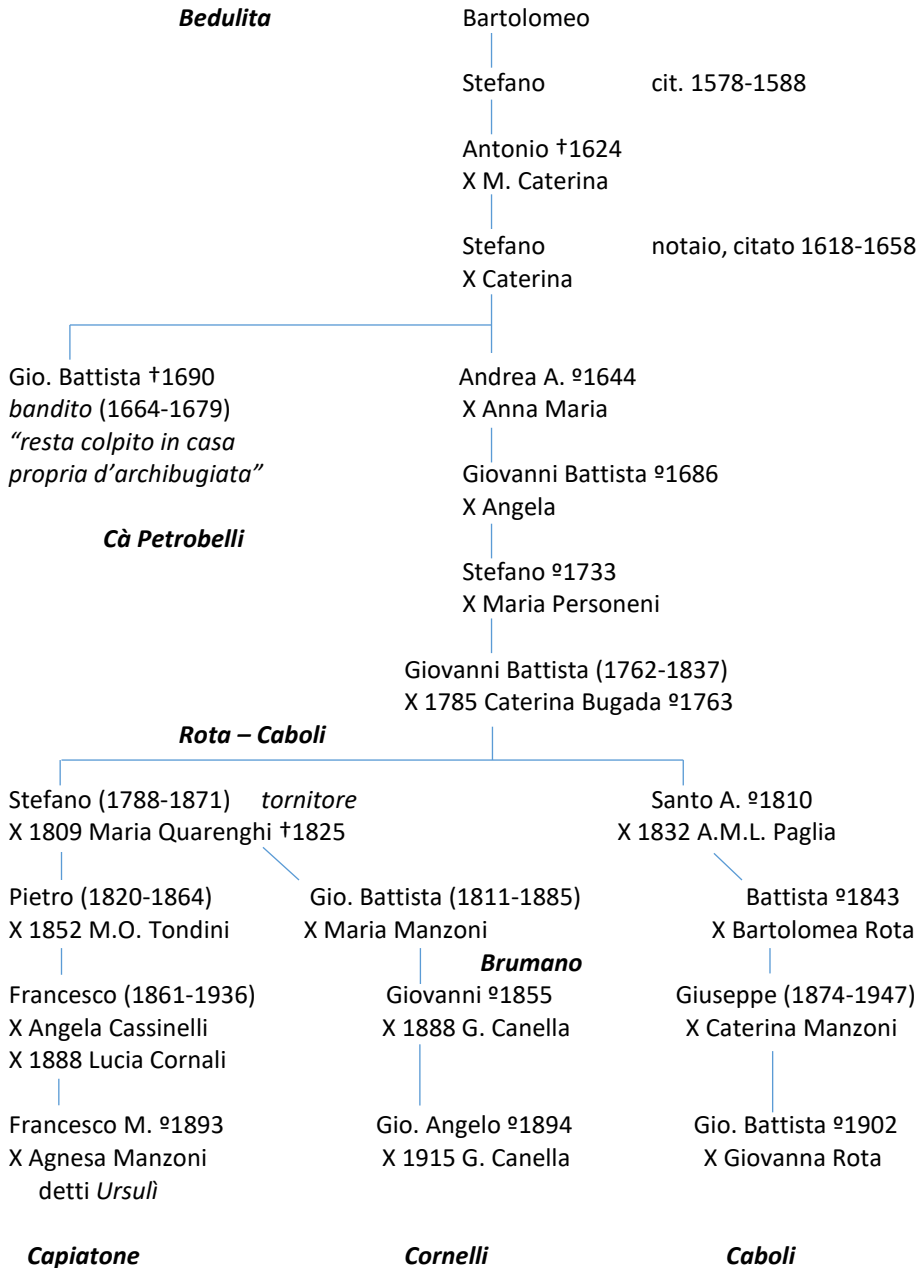 Bedulita Bartolomeo
Stefano cit. 1578-1588
Antonio †1624
X M. Caterina
Stefano notaio, citato 1618-1658
X Caterina
Gio. Battista †1690
bandito (1664-1679)
“resta colpito in casa
propria d’archibugiata”
Andrea A. º1644
X Anna Maria
Giovanni Battista º1686
X Angela
Cà Petrobelli
Stefano º1733
X Maria Personeni
Giovanni Battista (1762-1837)
X 1785 Caterina Bugada º1763
Rota – Caboli
Stefano (1788-1871) tornitore
X 1809 Maria Quarenghi †1825
Santo A. º1810
X 1832 A.M.L. Paglia
Pietro (1820-1864)
X 1852 M.O. Tondini
Gio. Battista (1811-1885)
X Maria Manzoni
Battista º1843
X Bartolomea Rota
Brumano
Francesco (1861-1936)
X Angela Cassinelli
X 1888 Lucia Cornali
Giovanni º1855
X 1888 G. Canella
Giuseppe (1874-1947)
X Caterina Manzoni
Francesco M. º1893
X Agnesa Manzoni
detti Ursulì
Gio. Angelo º1894
X 1915 G. Canella
Gio. Battista º1902
X Giovanna Rota
Capiatone Cornelli Caboli